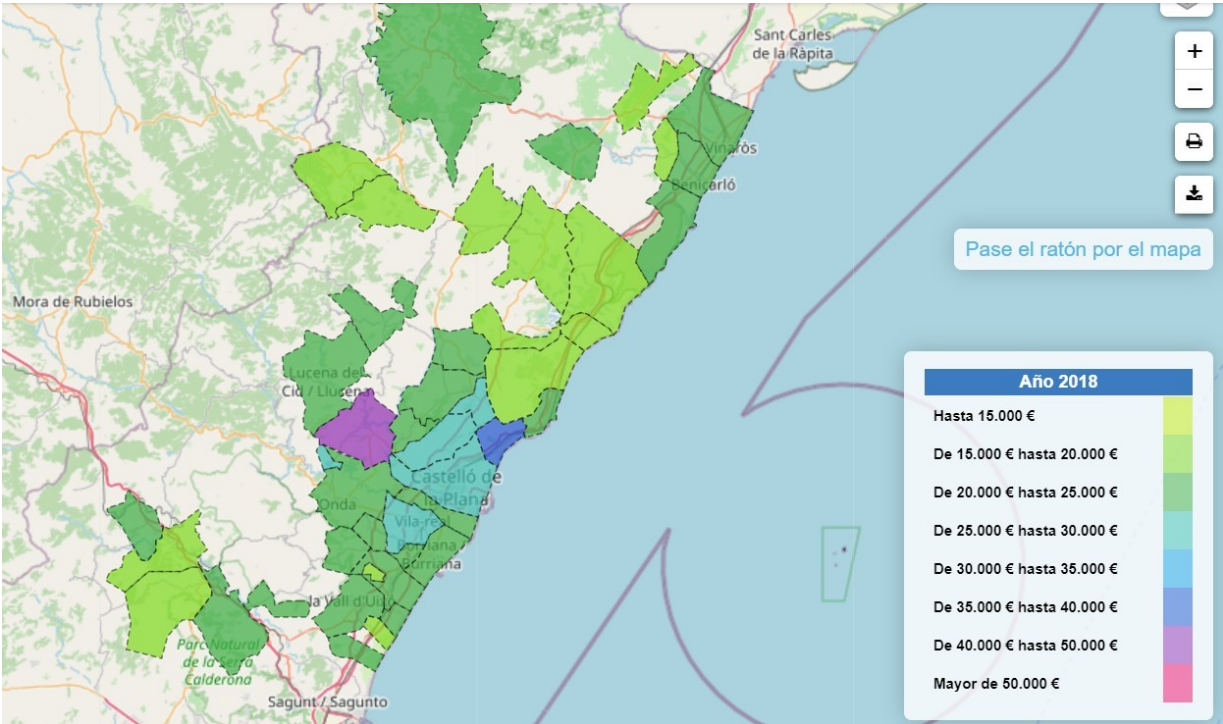 Sant Carles
de la Ràpita
+
−
Vinaròs
Benicarló
Pase el ratón por el mapa
Mora de Rubielos
Lucena del
Cid / Llucena
Año 2018
Hasta 15.000 €
De 15.000 € hasta 20.000 €
De 20.000 € hasta 25.000 €
De 25.000 € hasta 30.000 €
De 30.000 € hasta 35.000 €
De 35.000 € hasta 40.000 €
De 40.000 € hasta 50.000 €
Mayor de 50.000 €
Castelló de
la Plana
Onda
Vila-real
Borriana /
Burriana
la Vall d'Uixó
Parc Natural
de la Serra
Calderona
Sagunt / Sagunto